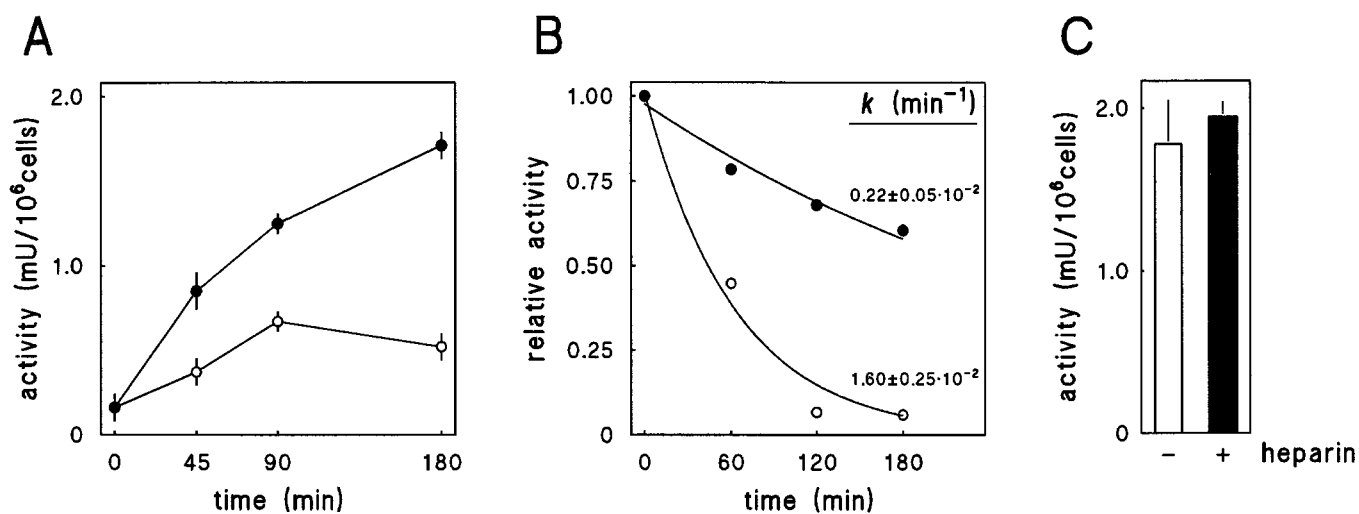 A
activity (mU/10⁶cells)
2.0
1.0
0
0 45 90 180
time (min)
B
relative activity
1.00
0.75
0.50
0.25
0
k (min⁻¹)
0.22±0.05·10⁻²
1.60±0.25·10⁻²
0 60 120 180
time (min)
C
activity (mU/10⁶cells)
2.0
1.0
0
− + heparin